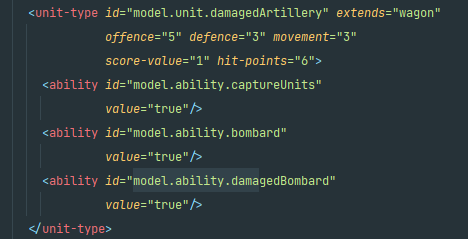 <unit-type id="model.unit.damagedArtillery" extends="wagon"
offence="5" defence="3" movement="3"
score-value="1" hit-points="6">
<ability id="model.ability.captureUnits"
value="true"/>
<ability id="model.ability.bombard"
value="true"/>
<ability id="model.ability.damagedBombard"
value="true"/>
</unit-type>